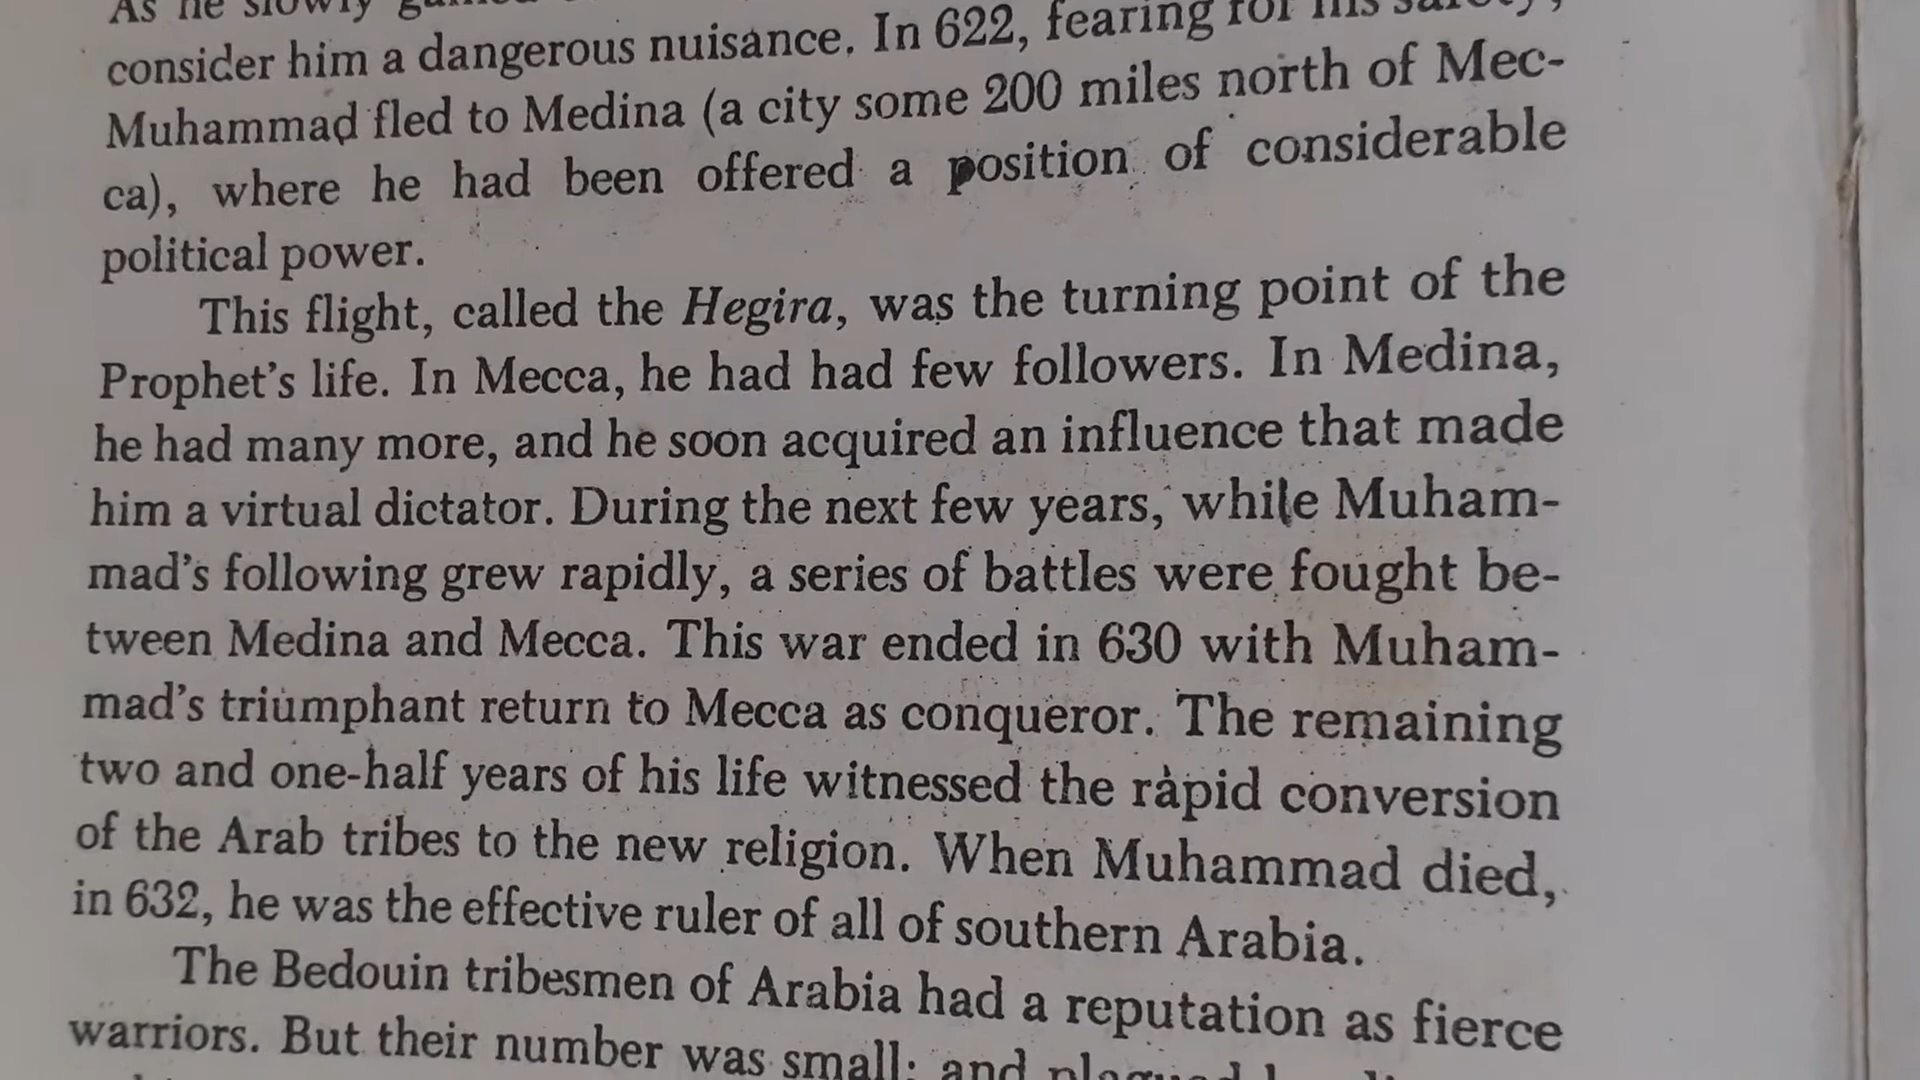 As he slowly
consider him a dangerous nuisance. In 622, fearing for his safety,
Muhammad fled to Medina (a city some 200 miles north of Mec-
ca), where he had been offered a position of considerable
political power.
This flight, called the Hegira, was the turning point of the
Prophet's life. In Mecca, he had had few followers. In Medina,
he had many more, and he soon acquired an influence that made
him a virtual dictator. During the next few years, while Muham-
mad's following grew rapidly, a series of battles were fought be-
tween Medina and Mecca. This war ended in 630 with Muham-
mad's triumphant return to Mecca as conqueror. The remaining
two and one-half years of his life witnessed the rapid conversion
of the Arab tribes to the new religion. When Muhammad died,
in 632, he was the effective ruler of all of southern Arabia.
The Bedouin tribesmen of Arabia had a reputation as fierce
warriors. But their number was small; and plagued